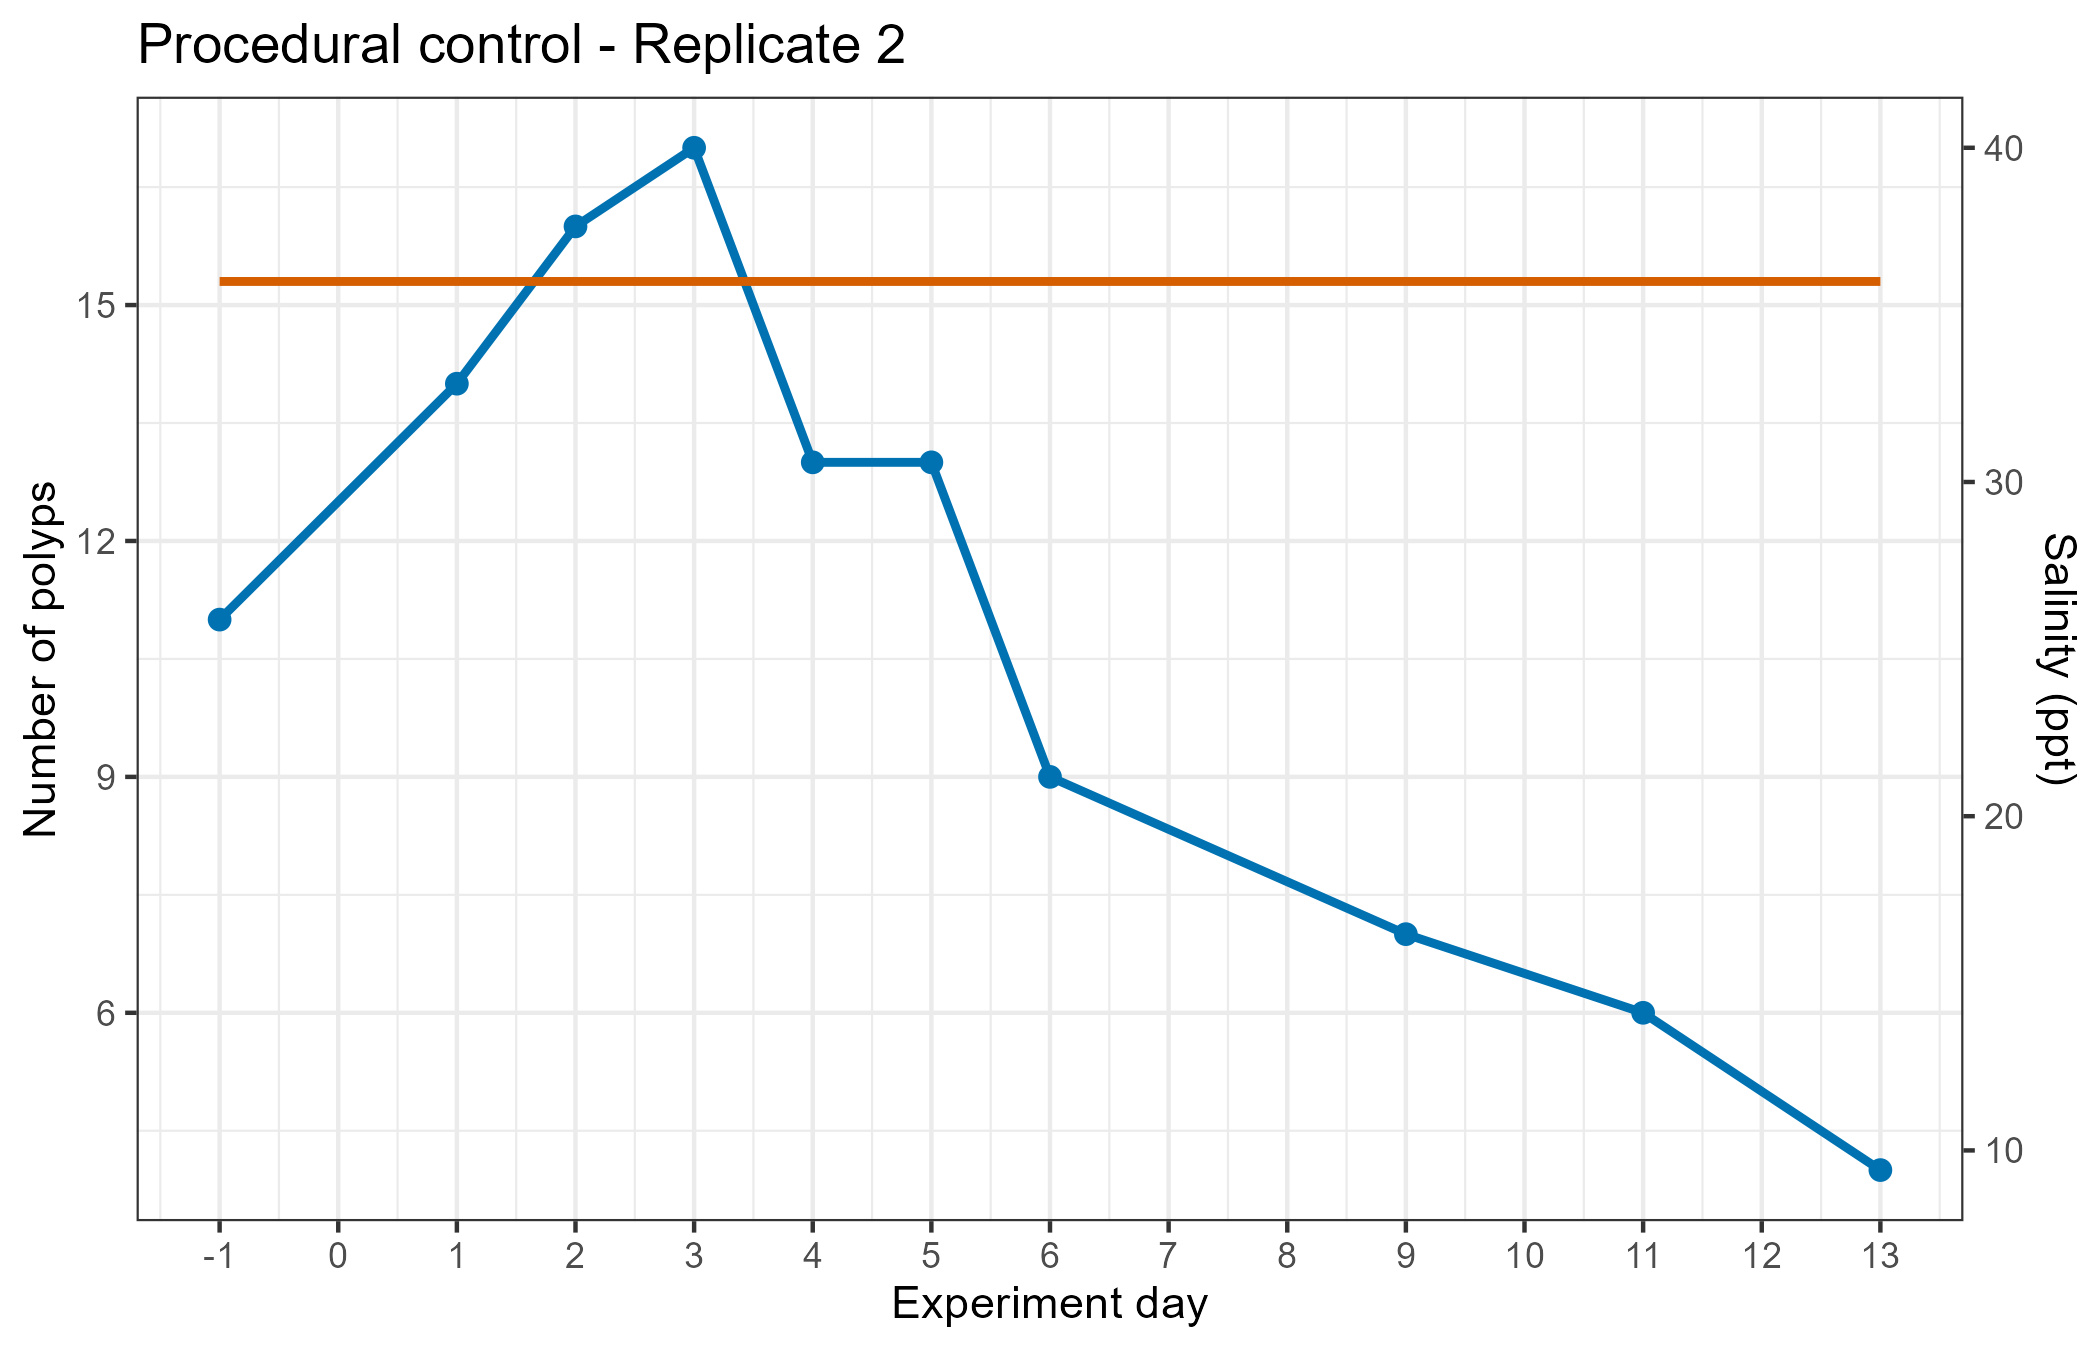 Procedural control - Replicate 2
Number of polyps
15
12
9
6
40
30
20
10
Salinity (ppt)
-1 0 1 2 3 4 5 6 7 8 9 10 11 12 13
Experiment day